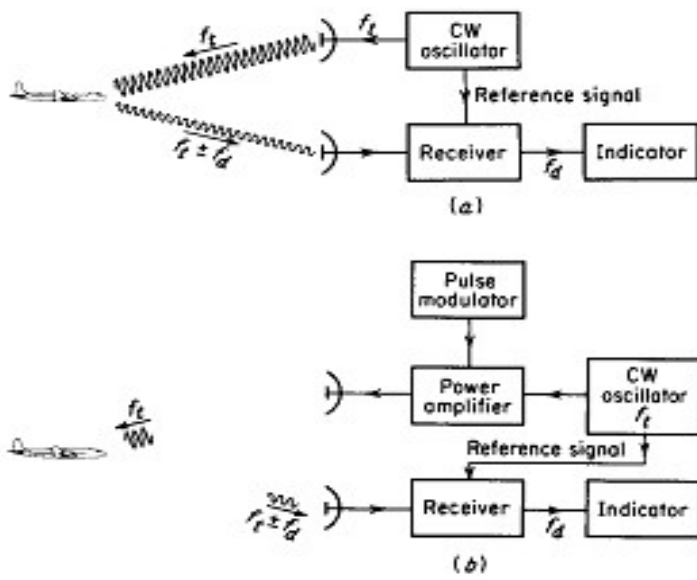 f_t
f_t
CW
oscillator
Reference signal
f_t ± f_d
Receiver
f_d
Indicator
(a)
Pulse
modulator
f_t
Power
amplifier
CW
oscillator
f_t
Reference signal
f_t ± f_d
Receiver
f_d
Indicator
(b)